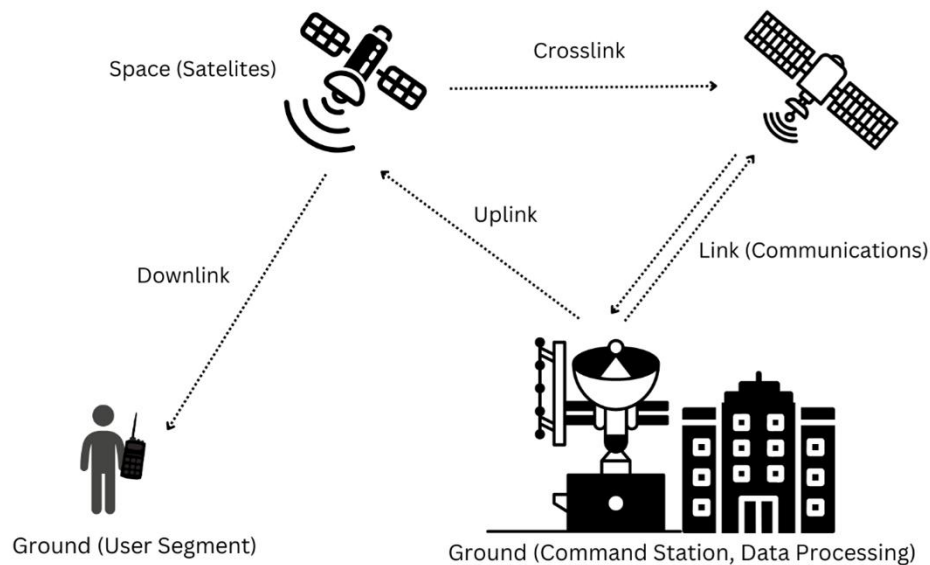 Crosslink
Space (Satelites)
Uplink
Link (Communications)
Downlink
Ground (User Segment)
Ground (Command Station, Data Processing)